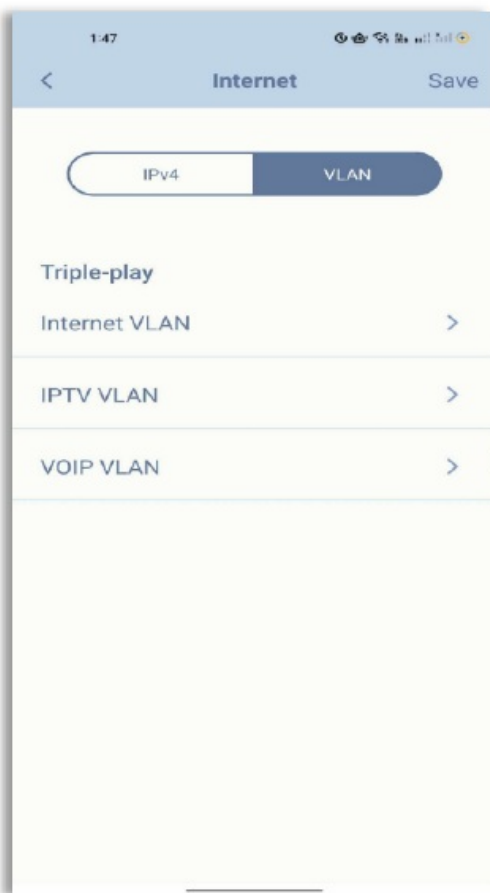 1:47
< Internet Save
IPv4 VLAN
Triple-play
Internet VLAN >
IPTV VLAN >
VOIP VLAN >